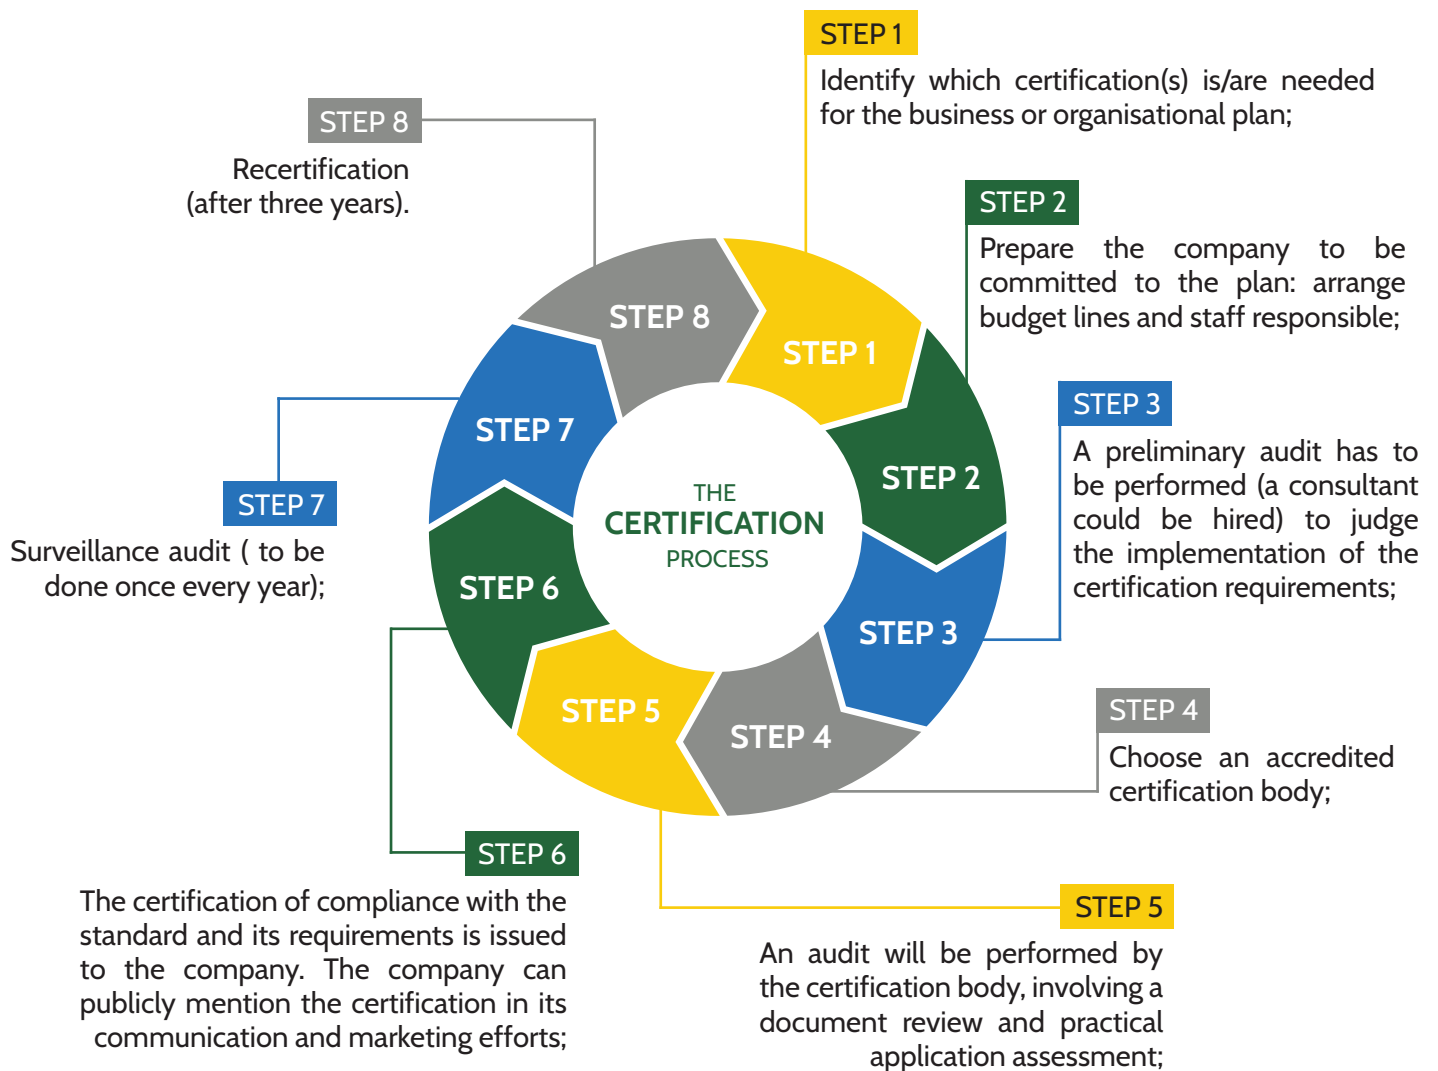 STEP 1
Identify which certification(s) is/are needed
for the business or organisational plan;
STEP 2
Prepare the company to be
committed to the plan: arrange
budget lines and staff responsible;
STEP 3
A preliminary audit has to
be performed (a consultant
could be hired) to judge
the implementation of the
certification requirements;
STEP 4
Choose an accredited
certification body;
STEP 5
An audit will be performed by
the certification body, involving a
document review and practical
application assessment;
STEP 6
The certification of compliance with the
standard and its requirements is issued
to the company. The company can
publicly mention the certification in its
communication and marketing efforts;
STEP 7
Surveillance audit ( to be
done once every year);
STEP 8
Recertification
(after three years).
STEP 1
STEP 2
STEP 3
STEP 4
STEP 5
STEP 6
STEP 7
STEP 8
THE
CERTIFICATION
PROCESS